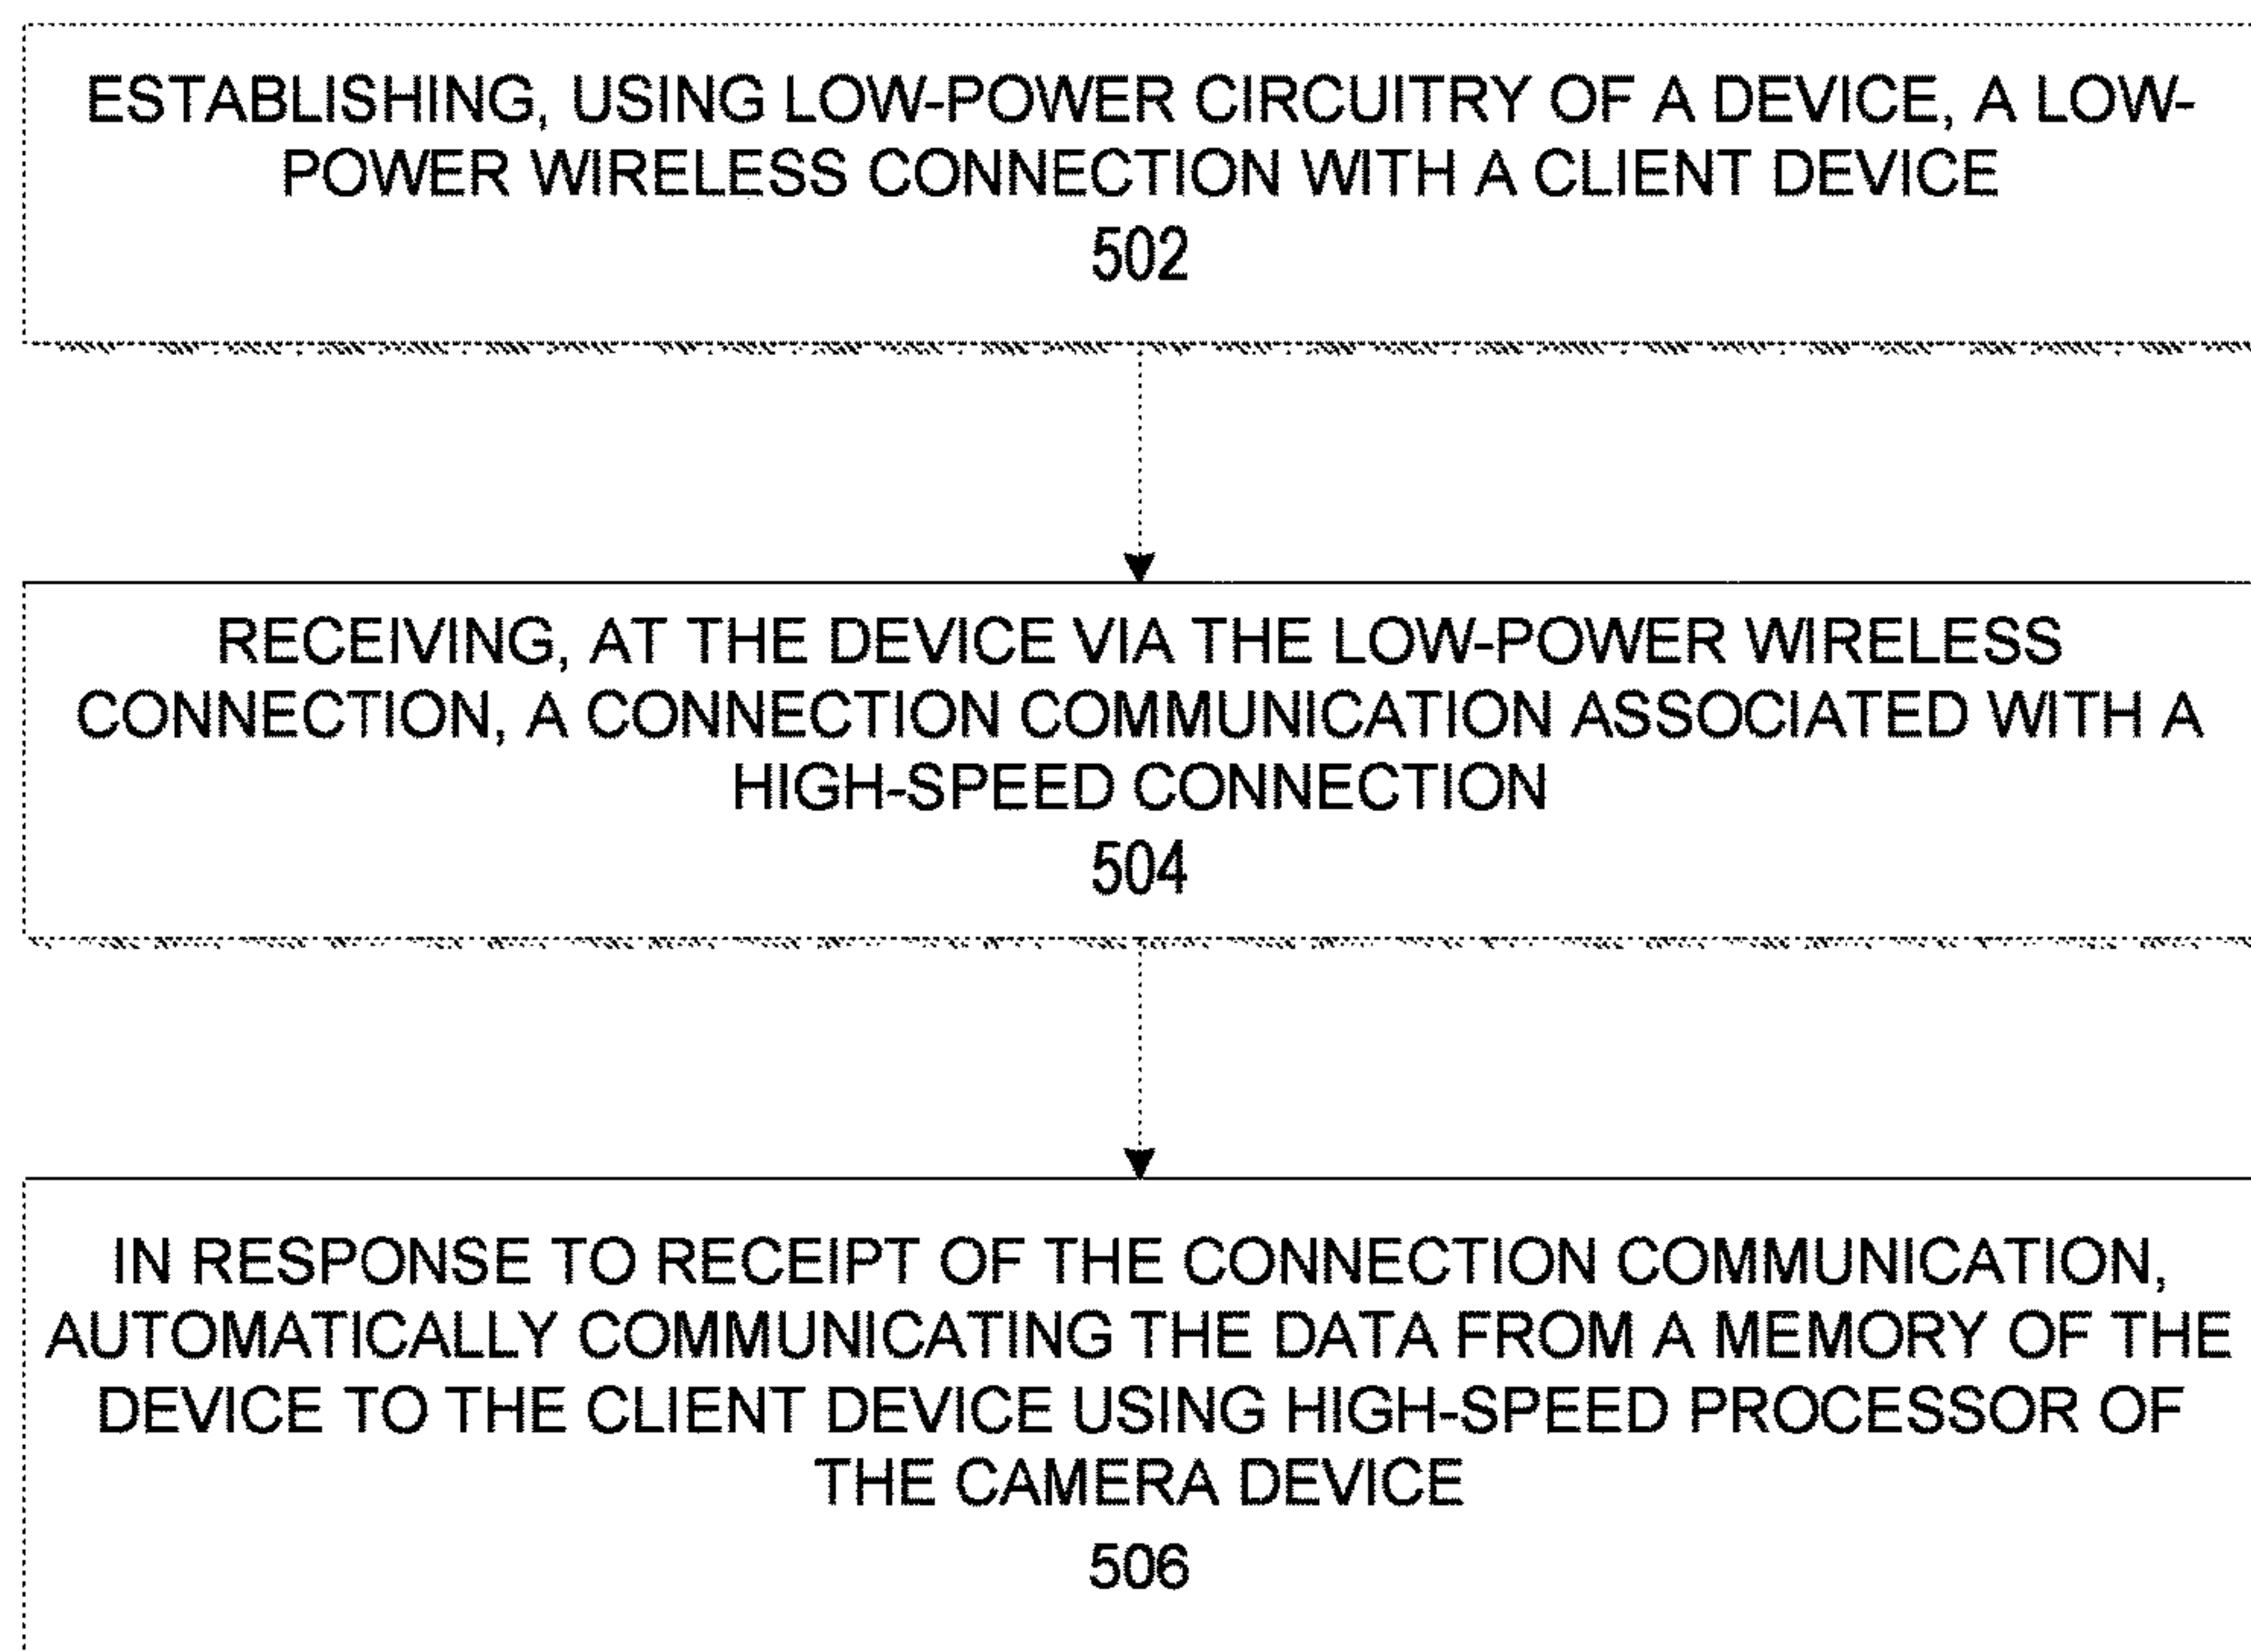 ESTABLISHING, USING LOW-POWER CIRCUITRY OF A DEVICE, A LOW-
POWER WIRELESS CONNECTION WITH A CLIENT DEVICE
502
RECEIVING, AT THE DEVICE VIA THE LOW-POWER WIRELESS
CONNECTION, A CONNECTION COMMUNICATION ASSOCIATED WITH A
HIGH-SPEED CONNECTION
504
IN RESPONSE TO RECEIPT OF THE CONNECTION COMMUNICATION,
AUTOMATICALLY COMMUNICATING THE DATA FROM A MEMORY OF THE
DEVICE TO THE CLIENT DEVICE USING HIGH-SPEED PROCESSOR OF
THE CAMERA DEVICE
506